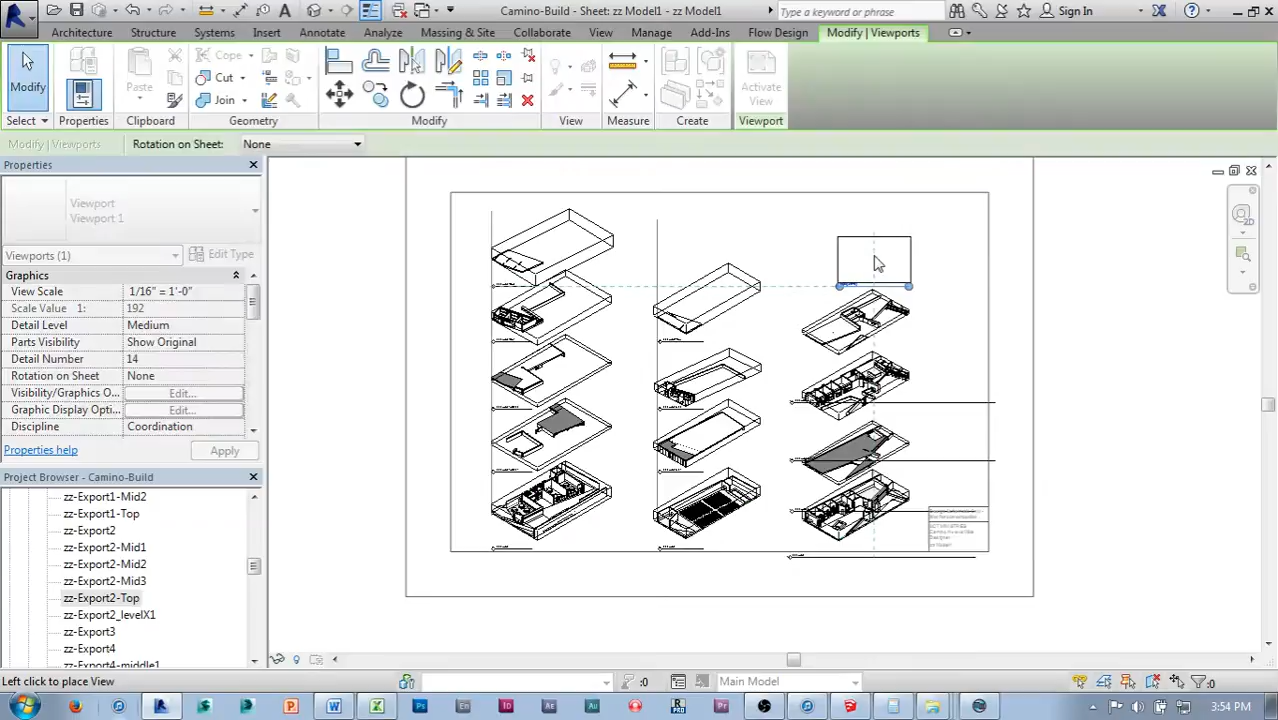 Camino-Build - Sheet: zz Model1 - zz Model1
Type a keyword or phrase
Sign In
Architecture Structure Systems Insert Annotate Analyze Massing & Site Collaborate View Manage Add-Ins Flow Design Modify | Viewports
Modify
Paste
Cope
Cut
Join
Activate
View
Select Properties Clipboard Geometry Modify View Measure Create Viewport
Modify | Viewports
Rotation on Sheet: None
Properties
Viewport
Viewport 1
Viewports (1)
Edit Type
Graphics
View Scale 1/16" = 1'-0"
Scale Value 1: 192
Detail Level Medium
Parts Visibility Show Original
Detail Number 14
Rotation on Sheet None
Visibility/Graphics O... Edit...
Graphic Display Opti... Edit...
Discipline Coordination
Properties help
Apply
Project Browser - Camino-Build
zz-Export1-Mid2
zz-Export1-Top
zz-Export2
zz-Export2-Mid1
zz-Export2-Mid2
zz-Export2-Mid3
zz-Export2-Top
zz-Export2_levelX1
zz-Export3
zz-Export4
zz-Export4-middle1
Left click to place View
:0
Main Model
:0
3:54 PM